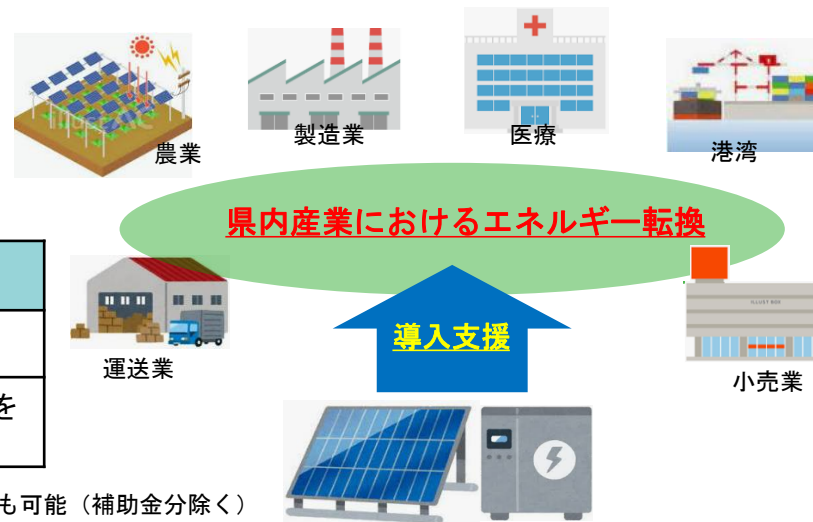 農業
製造業
医療
港湾
県内産業におけるエネルギー転換
運送業
導入支援
小売業
を
も可能（補助金分除く）